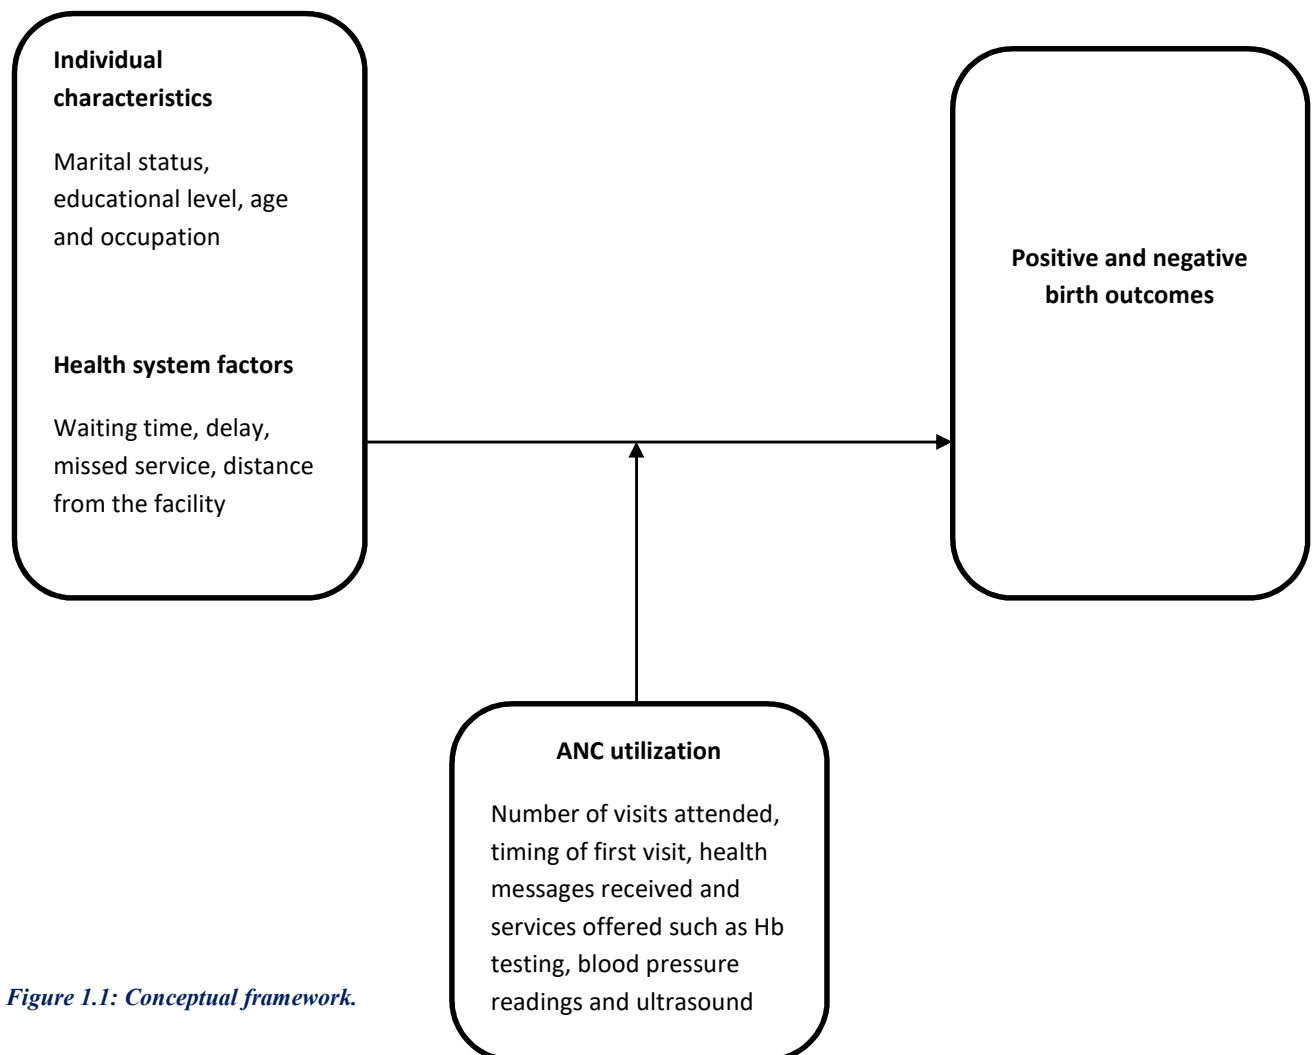 Individual
characteristics
Marital status,
educational level, age
and occupation
Health system factors
Waiting time, delay,
missed service, distance
from the facility
Positive and negative
birth outcomes
ANC utilization
Number of visits attended,
timing of first visit, health
messages received and
services offered such as Hb
testing, blood pressure
readings and ultrasound
Figure 1.1: Conceptual framework.